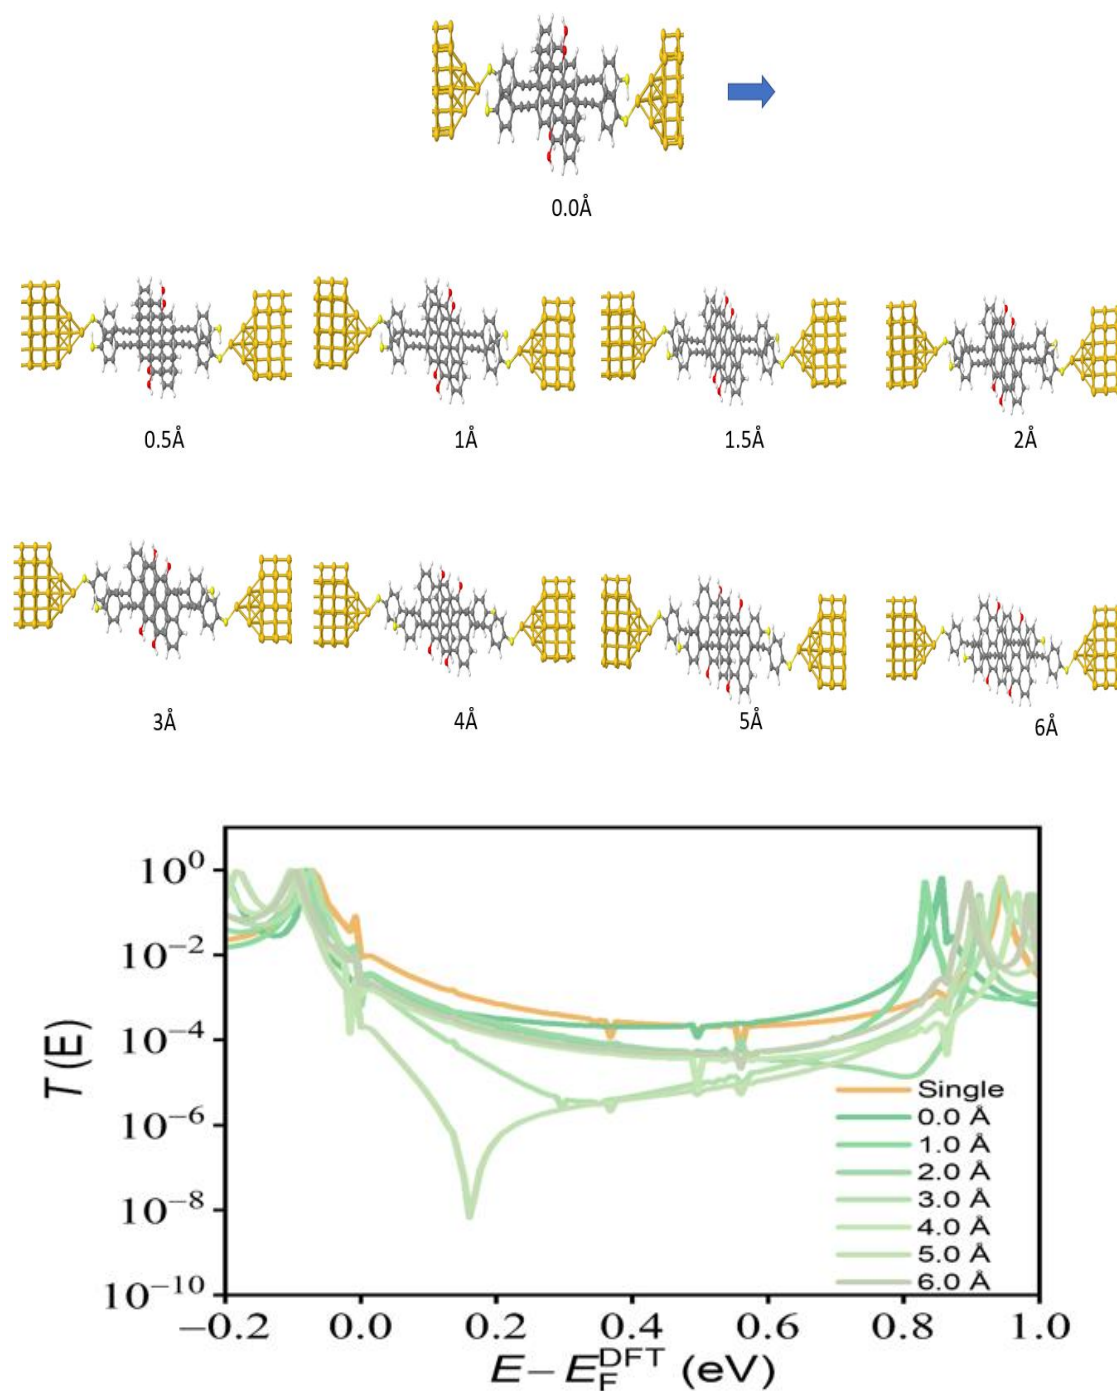 0.0Å
0.5Å 1Å 1.5Å 2Å
3Å 4Å 5Å 6Å
T (E)
10⁰
10⁻²
10⁻⁴
10⁻⁶
10⁻⁸
10⁻¹⁰
Single
0.0 Å
1.0 Å
2.0 Å
3.0 Å
4.0 Å
5.0 Å
6.0 Å
−0.2 0.0 0.2 0.4 0.6 0.8 1.0
E − E_F^DFT (eV)